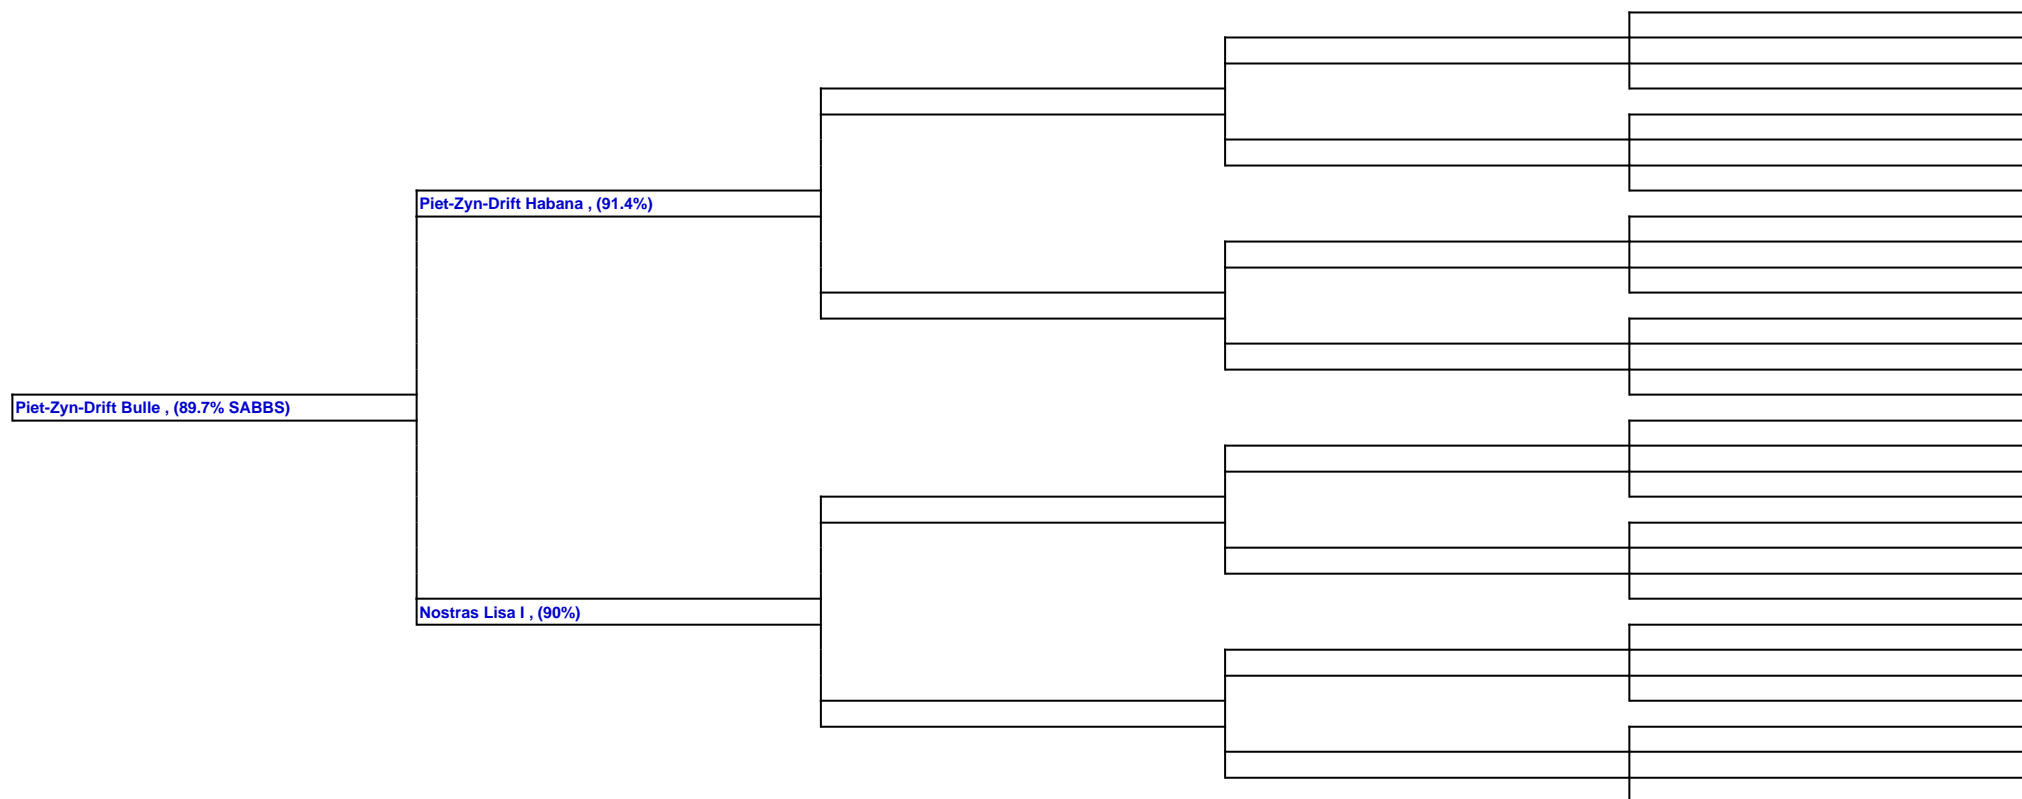 Piet-Zyn-Drift Habana , (91.4%)
Piet-Zyn-Drift Bulle , (89.7% SABBS)
Nostras Lisa I , (90%)